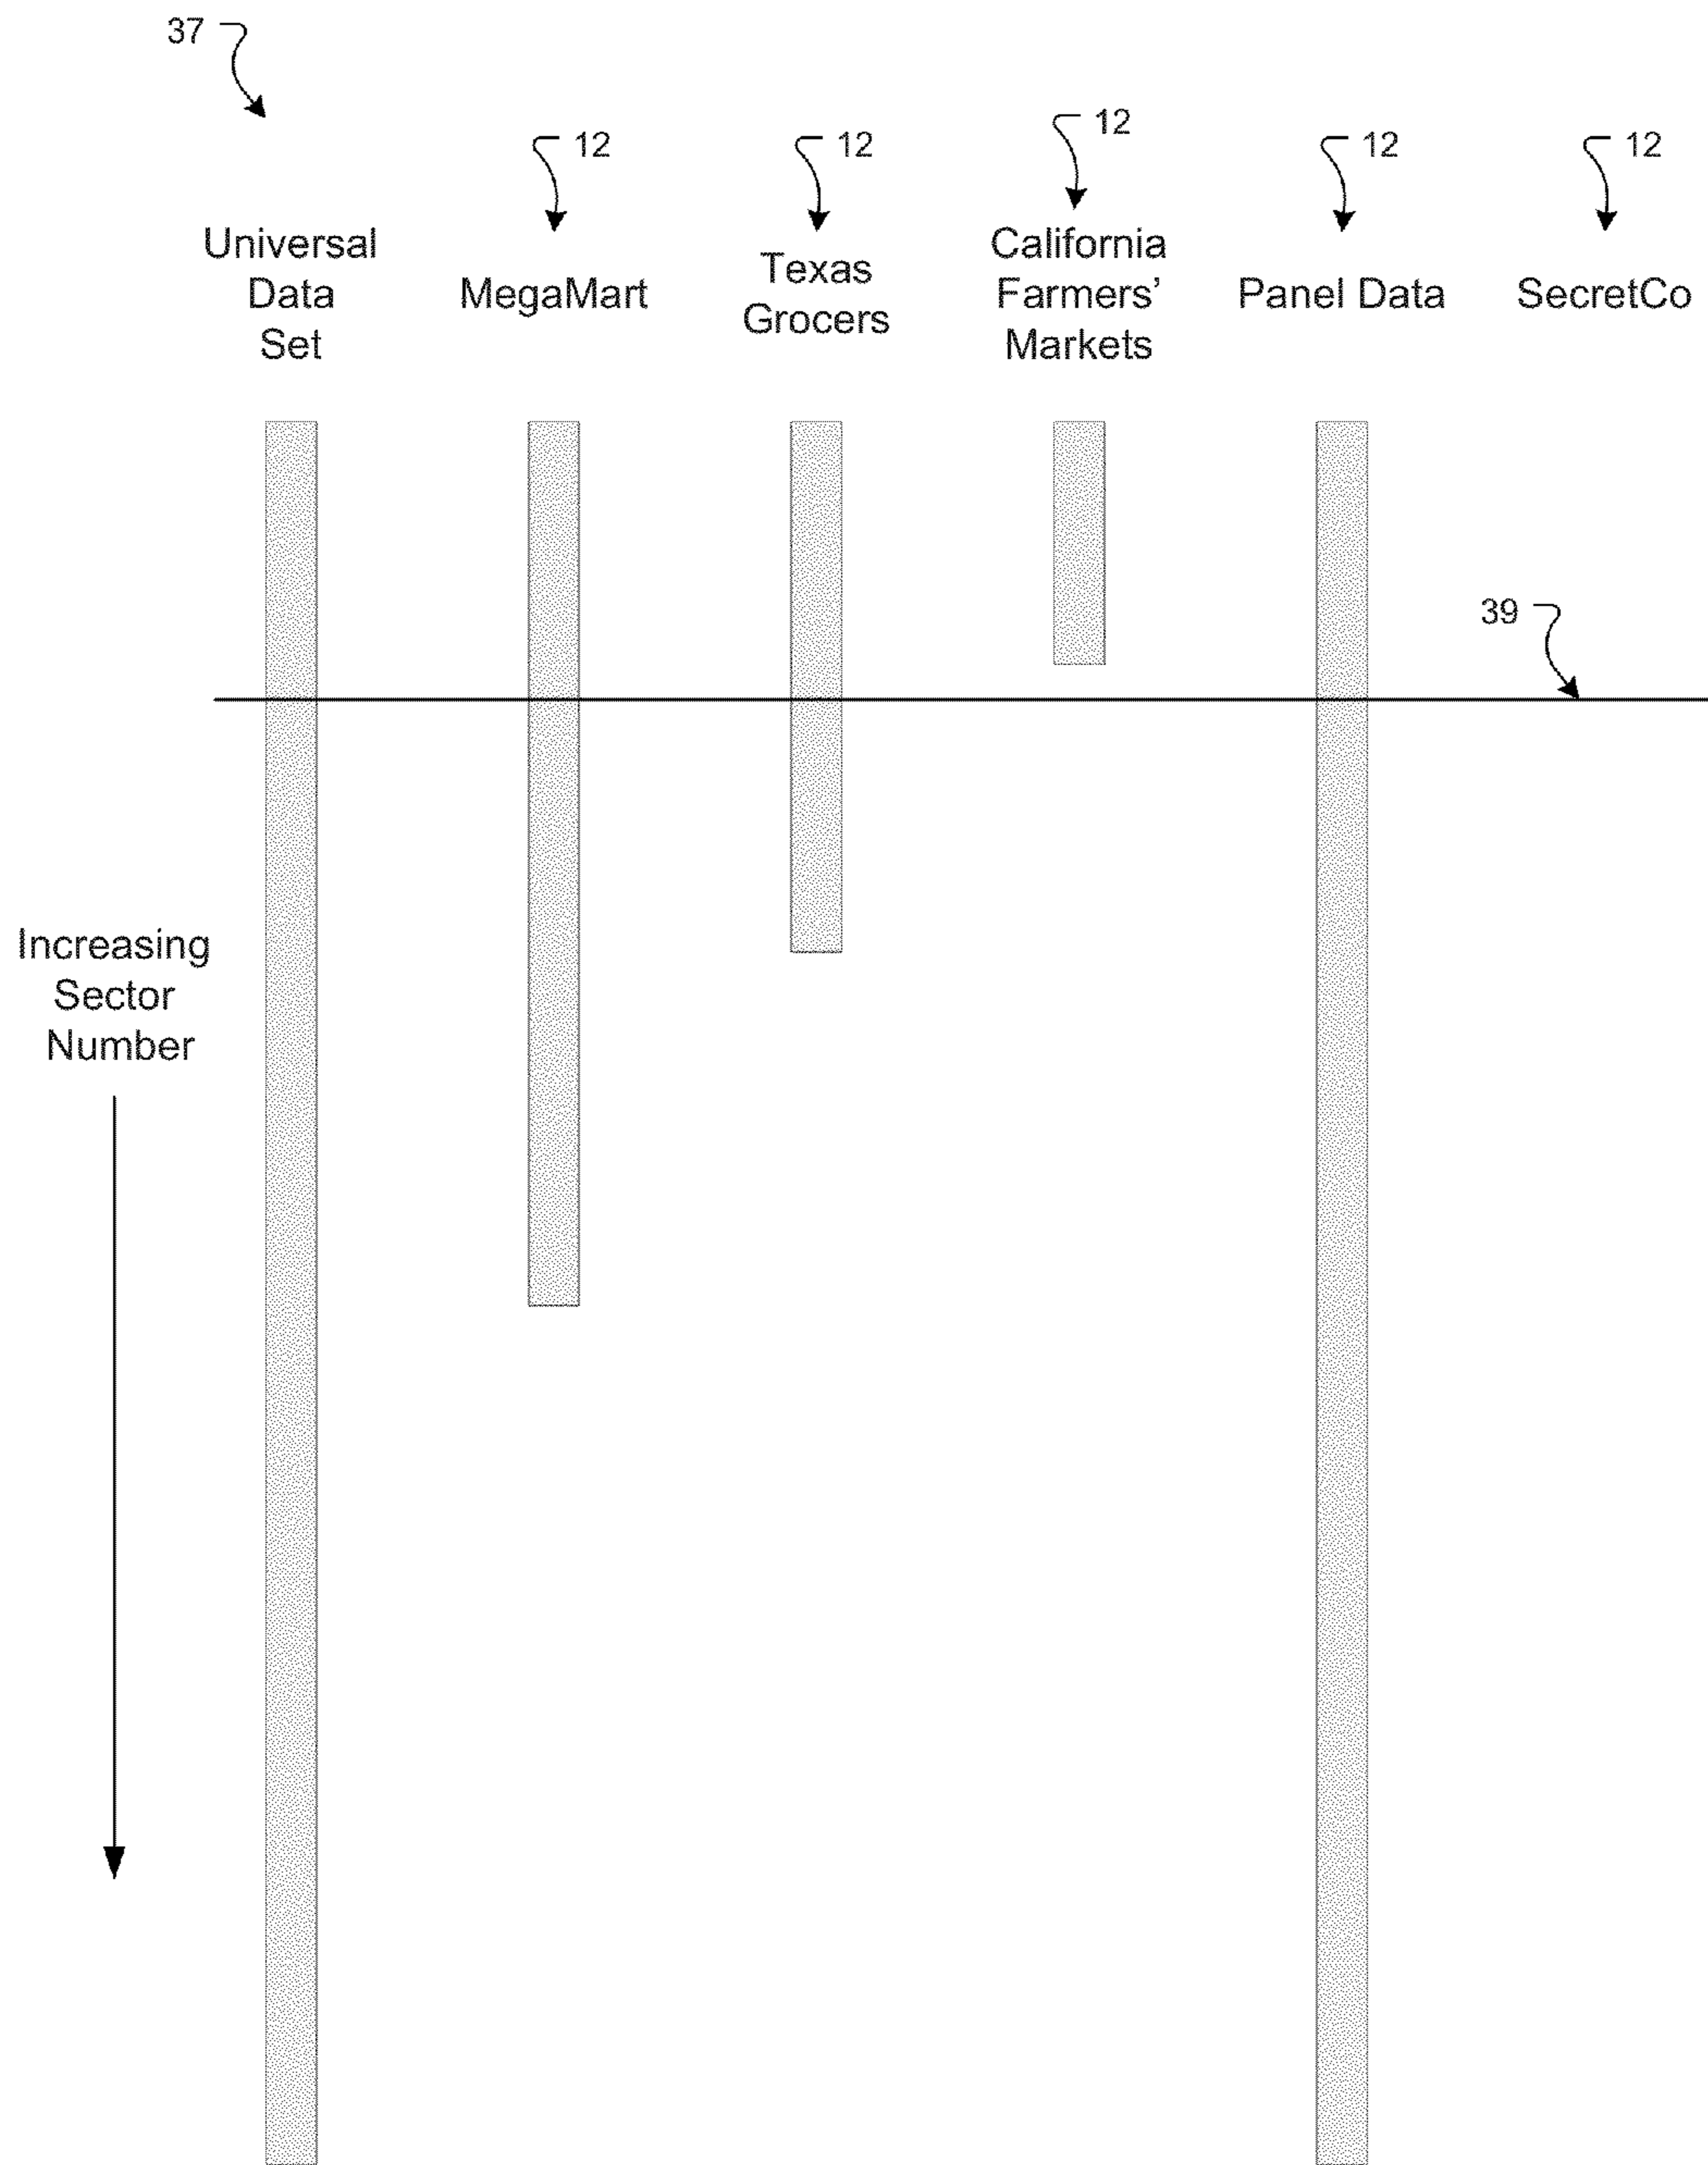 37
12
12
12
12
12
Universal
Data
Set
MegaMart
Texas
Grocers
California
Farmers’
Markets
Panel Data
SecretCo
39
Increasing
Sector
Number